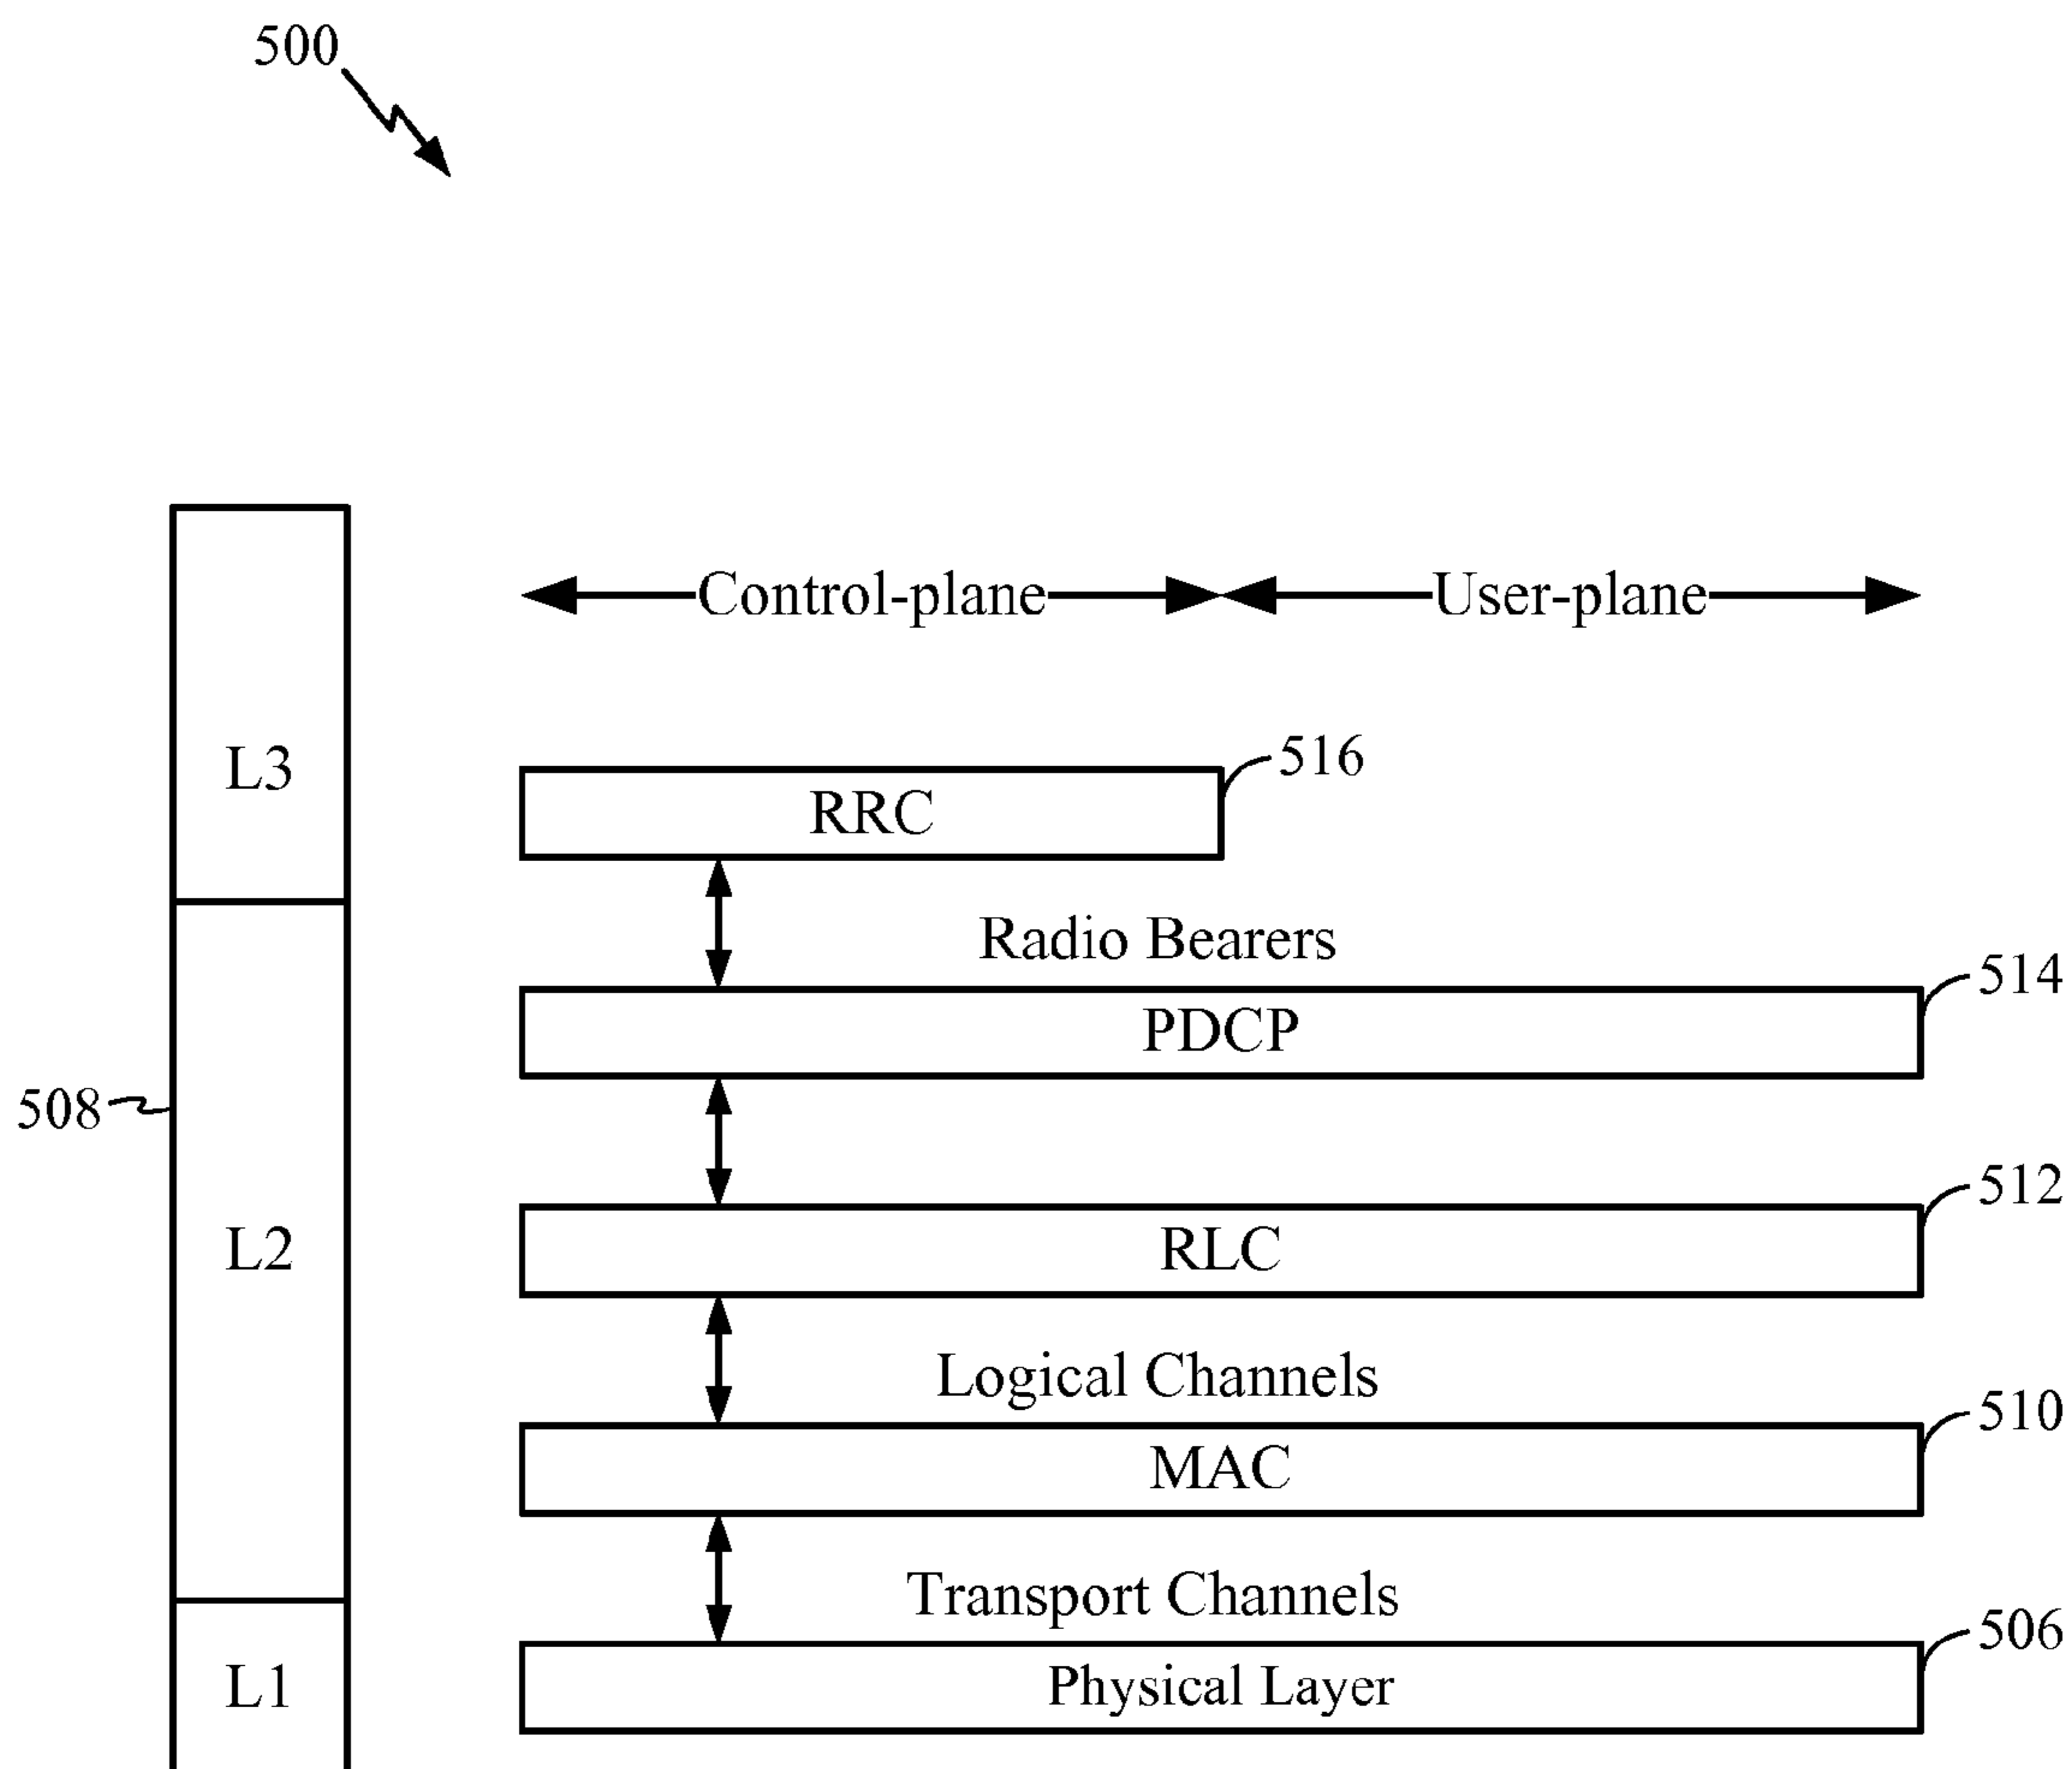 500
Control-plane User-plane
L3
516
RRC
Radio Bearers
514
PDCP
508
512
L2
RLC
Logical Channels
510
MAC
Transport Channels
506
L1
Physical Layer